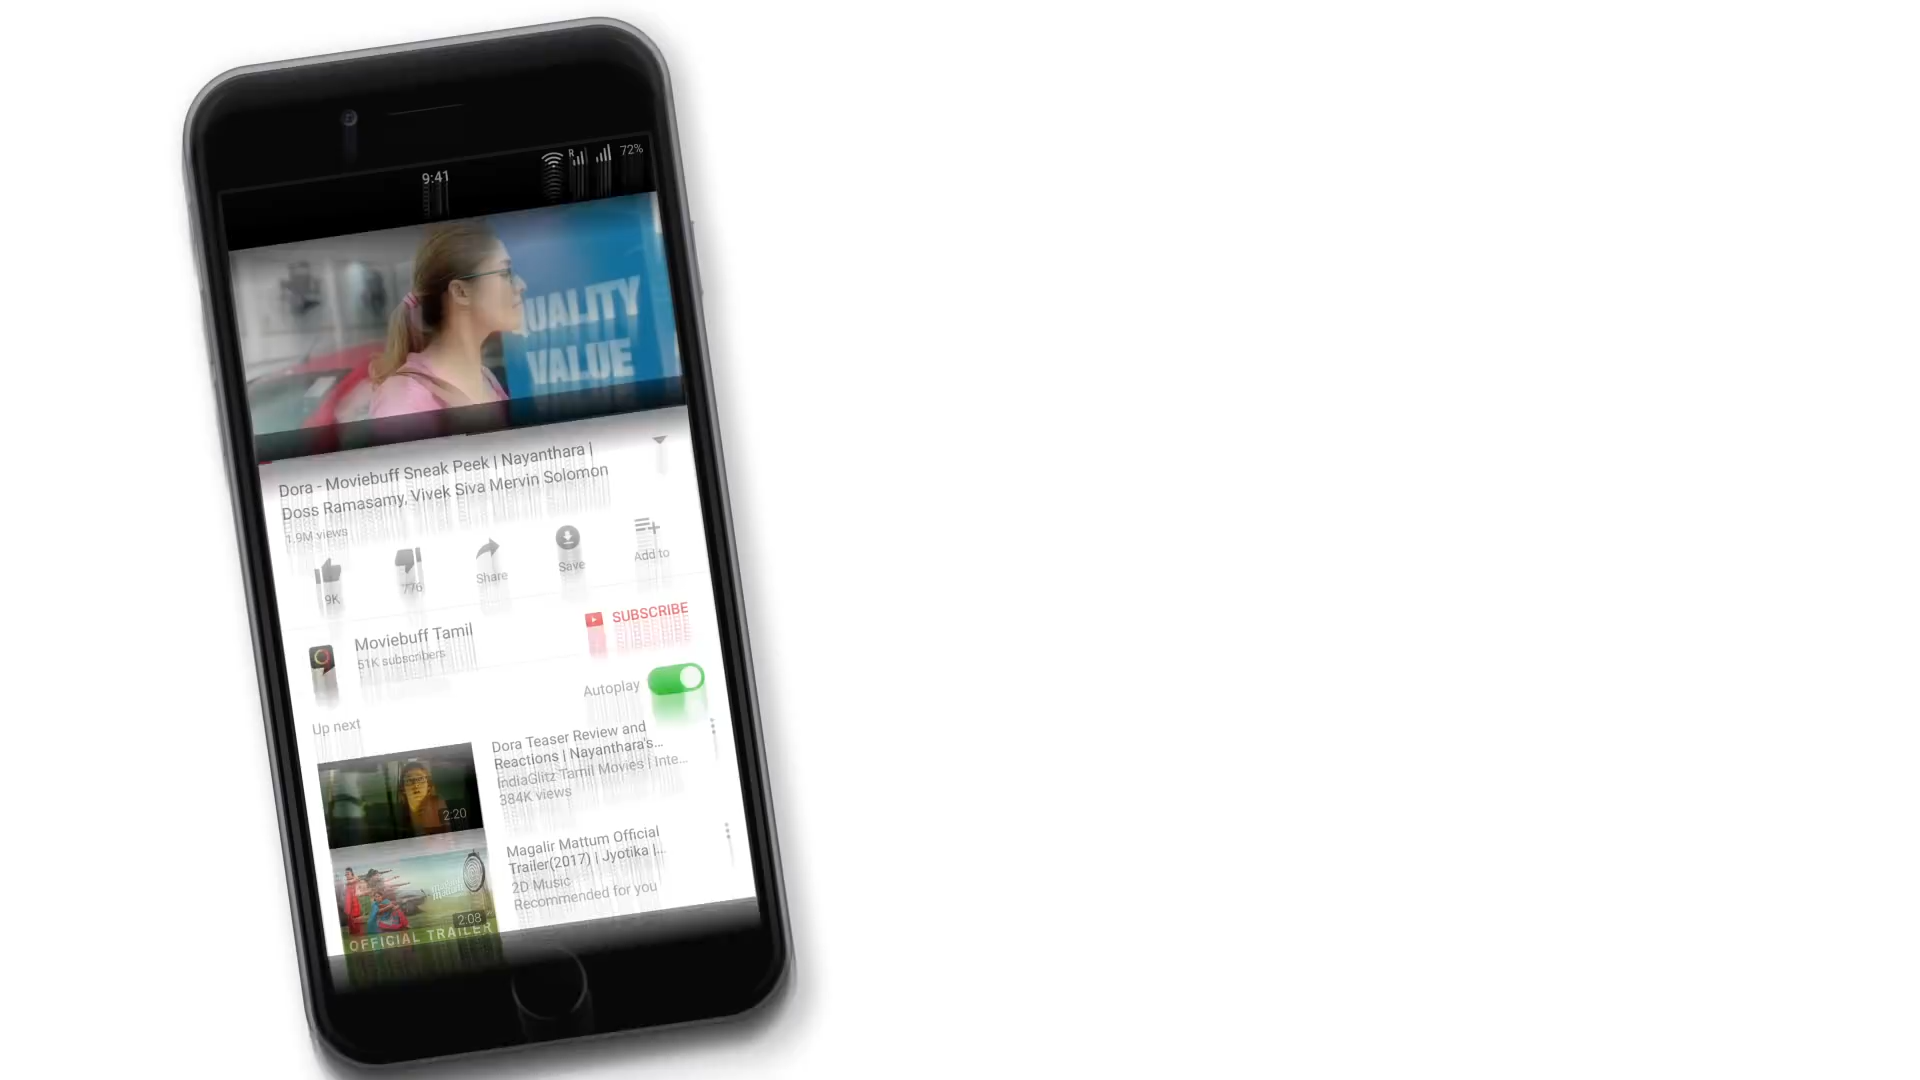 9:41
R
72%
QUALITY
VALUE
Dora - Moviebuff Sneak Peek | Nayanthara |
Doss Ramasamy, Vivek Siva Mervin Solomon
1.9M views
9K
776
Share
Save
Add to
Moviebuff Tamil
51K subscribers
SUBSCRIBE
Autoplay
Up next
2:20
Dora Teaser Review and
Reactions | Nayanthara's...
IndiaGlitz Tamil Movies | Inte...
384K views
2:08
OFFICIAL TRAILER
Magalir Mattum Official
Trailer(2017) | Jyotika |...
2D Music
Recommended for you